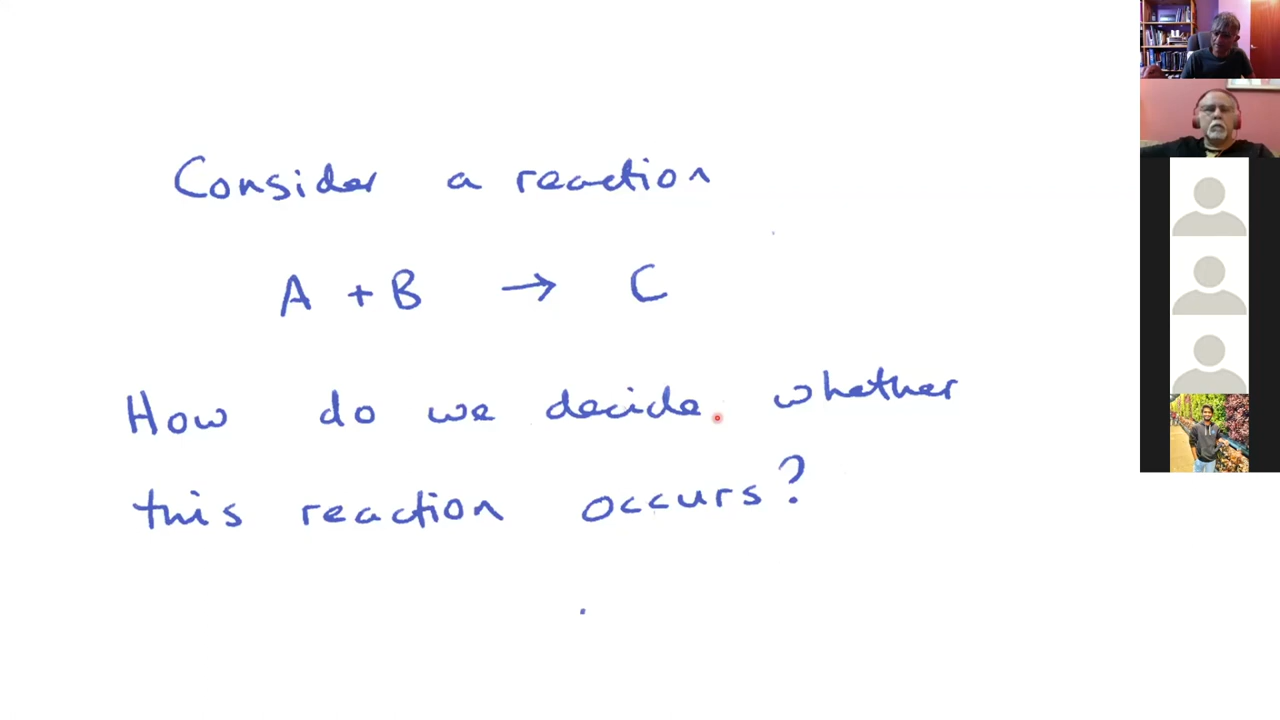 Consider a reaction
A + B → C
How do we decide whether
this reaction occurs?